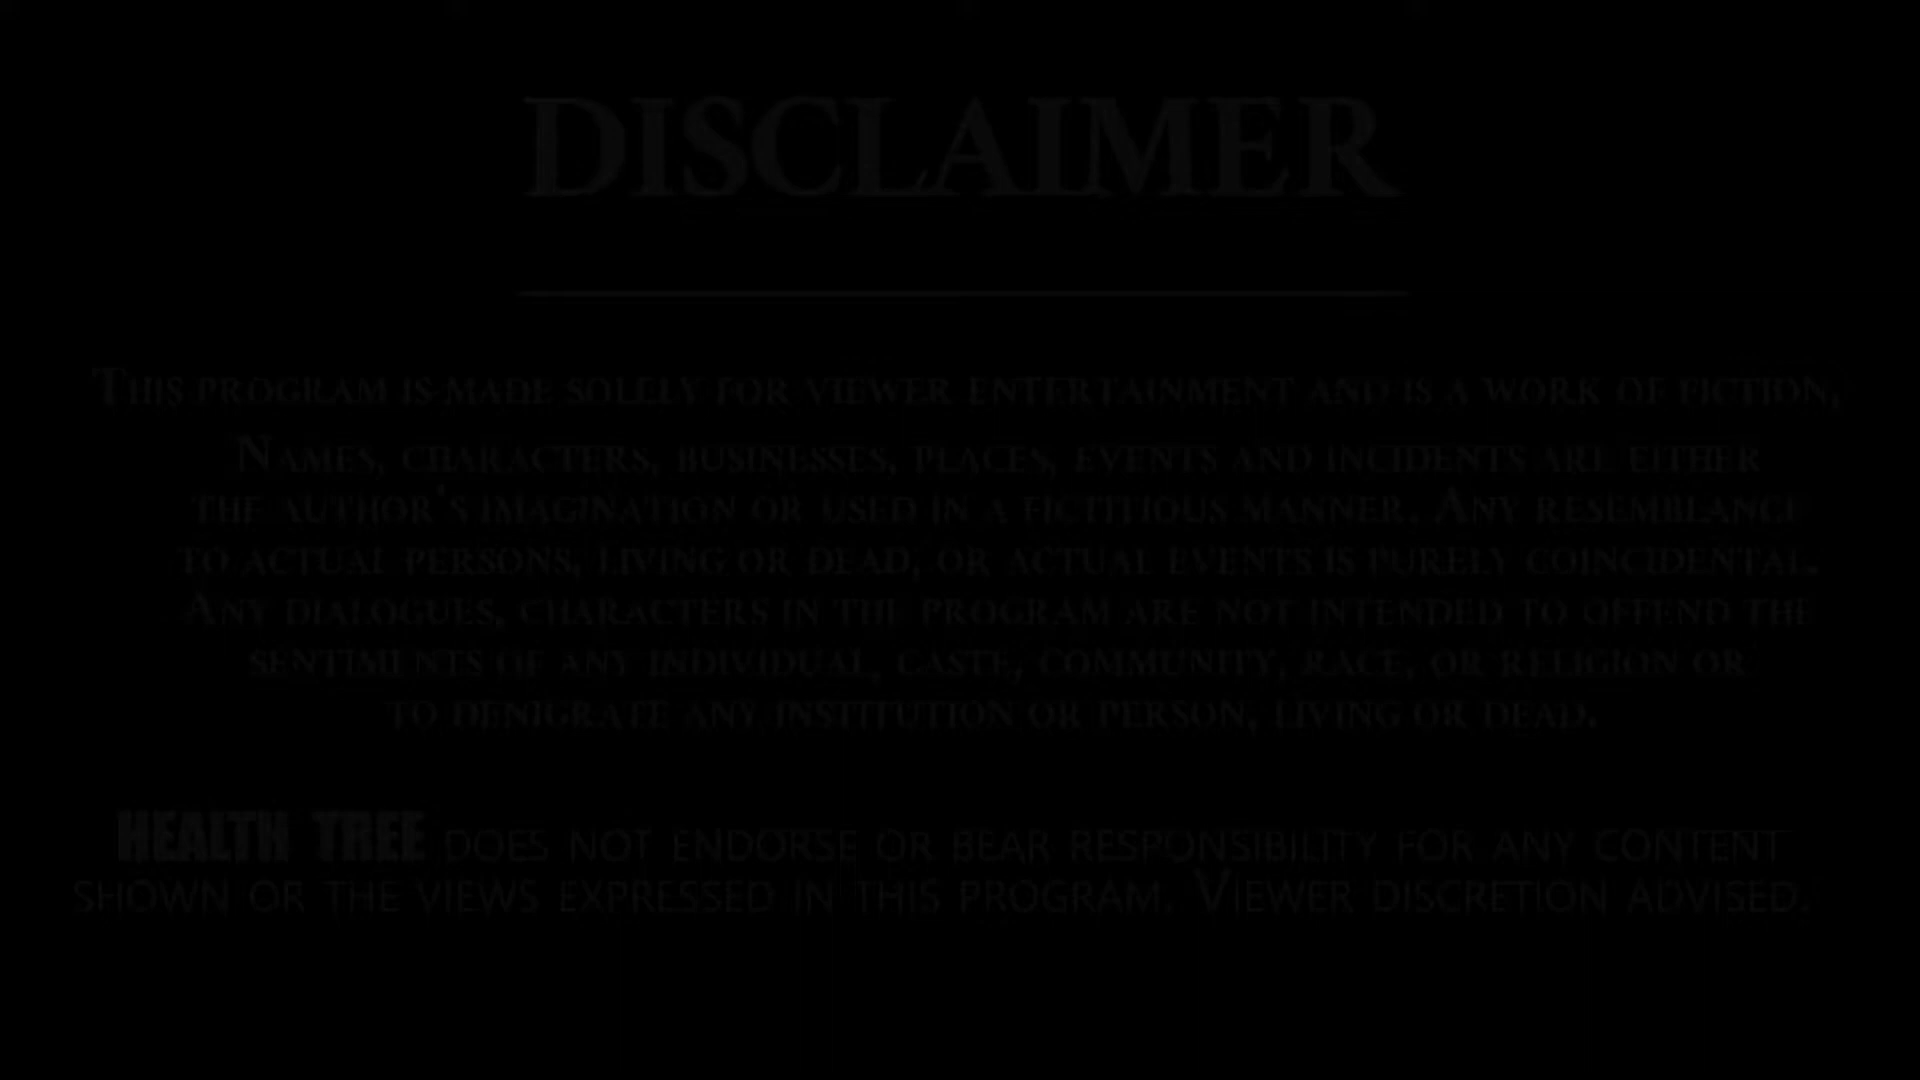 DISCLAIMER
THIS PROGRAM IS MADE SOLELY FOR VIEWER ENTERTAINMENT AND IS A WORK OF FICTION,
NAMES, CHARACTERS, BUSINESSES, PLACES, EVENTS AND INCIDENTS ARE EITHER
THE AUTHOR'S IMAGINATION OR USED IN A FICTITIOUS MANNER. ANY RESEMBLANCE
TO ACTUAL PERSONS, LIVING OR DEAD, OR ACTUAL EVENTS IS PURELY COINCIDENTAL.
ANY DIALOGUES, CHARACTERS IN THE PROGRAM ARE NOT INTENDED TO OFFEND THE
SENTIMENTS OF ANY INDIVIDUAL, CASTE, COMMUNITY, RACE, OR RELIGION OR
TO DENIGRATE ANY INSTITUTION OR PERSON, LIVING OR DEAD.
HEALTH TREE DOES NOT ENDORSE OR BEAR RESPONSIBILITY FOR ANY CONTENT
SHOWN OR THE VIEWS EXPRESSED IN THIS PROGRAM. VIEWER DISCRETION ADVISED.